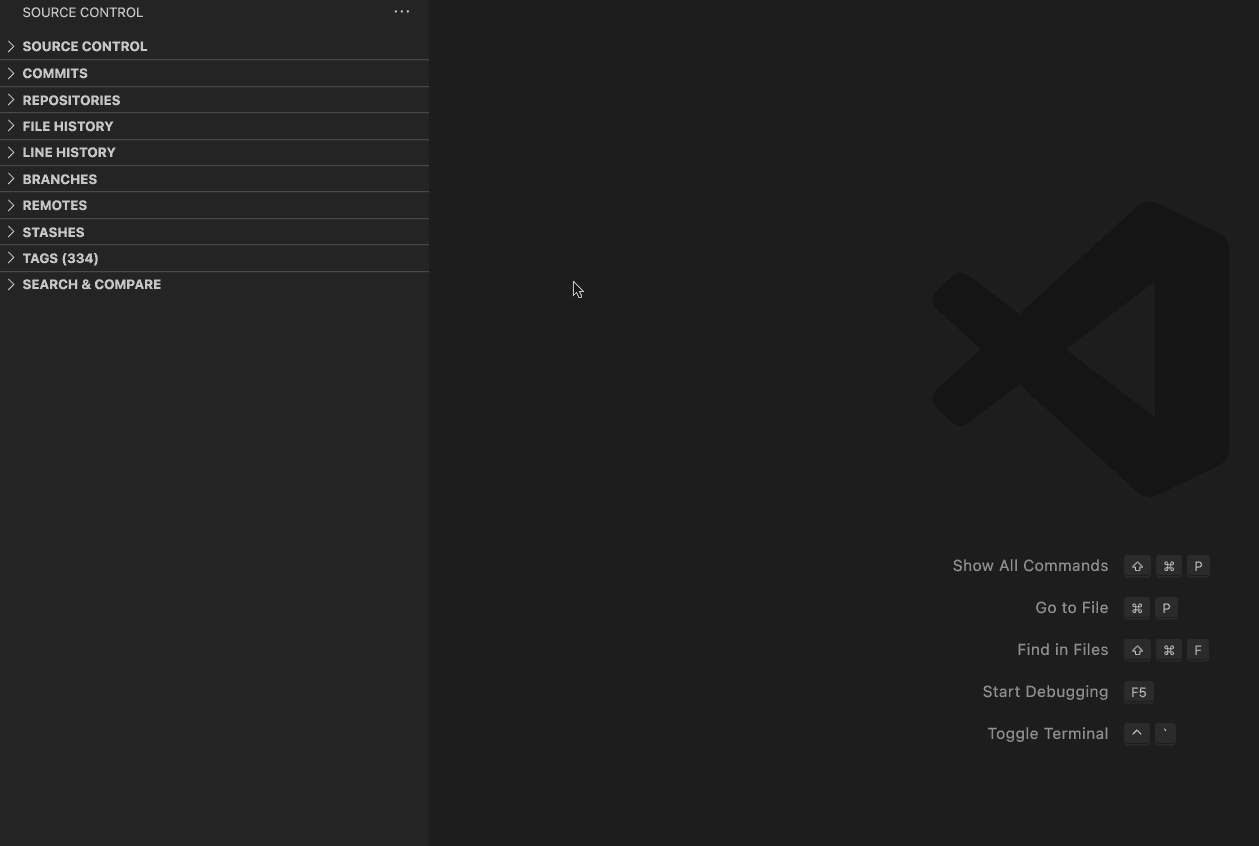 SOURCE CONTROL
SOURCE CONTROL
COMMITS
REPOSITORIES
FILE HISTORY
LINE HISTORY
BRANCHES
REMOTES
STASHES
TAGS (334)
SEARCH & COMPARE
Show All Commands ⇧ ⌘ P
Go to File ⌘ P
Find in Files ⇧ ⌘ F
Start Debugging F5
Toggle Terminal ^ `